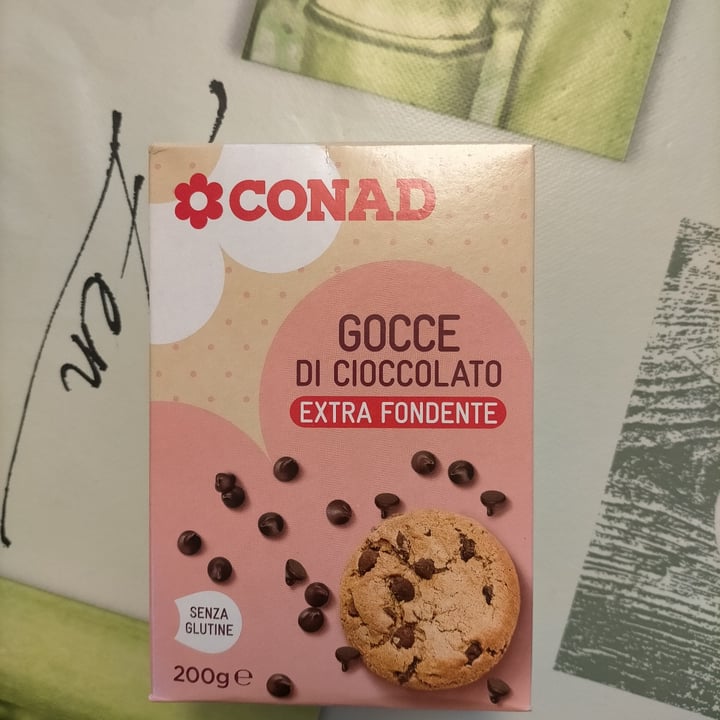 CONAD
GOCCE
DI CIOCCOLATO
EXTRA FONDENTE
SENZA
GLUTINE
200g℮